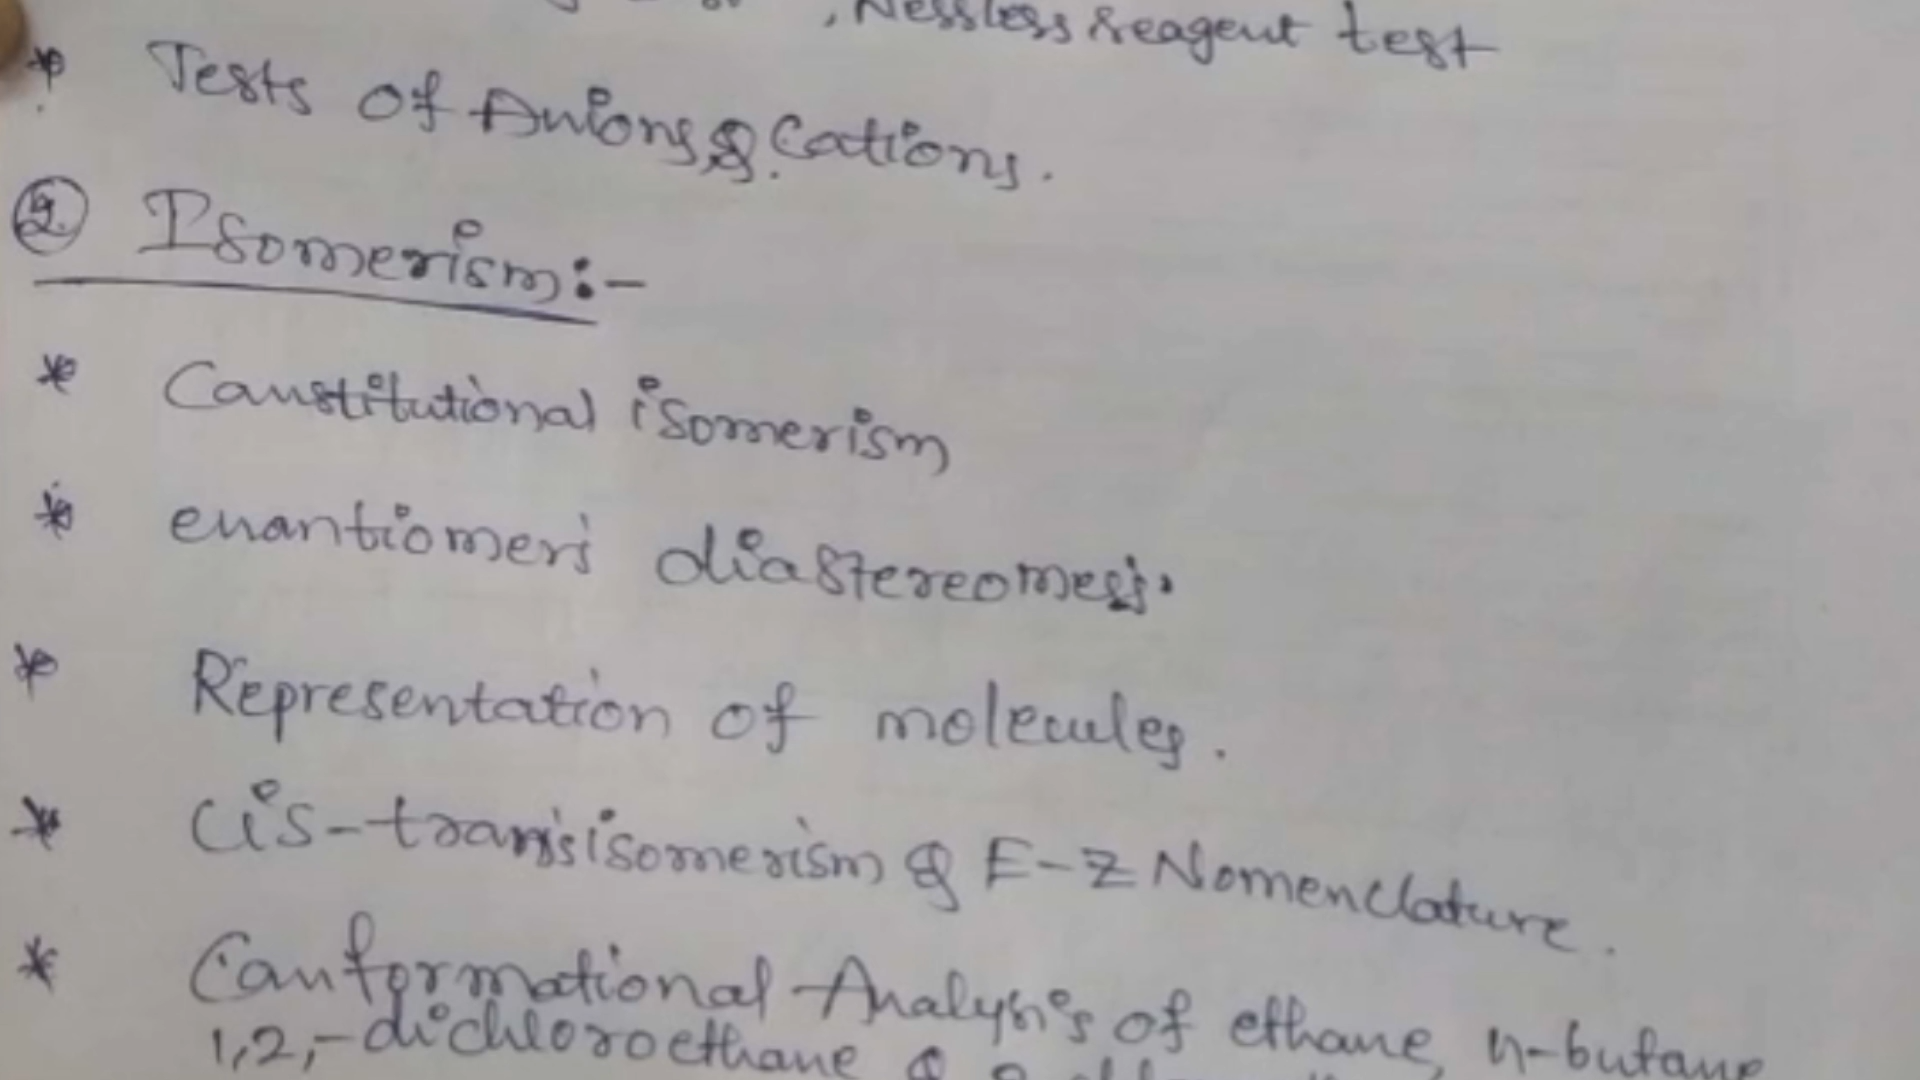 , Nessless reagent test
* Tests of Anions & Cations.
② Isomerism:-
* Constitutional isomerism
* enantiomers diastereomers.
* Representation of molecules.
* Cis-trans isomerism & E-Z Nomenclature.
* Conformational Analysis of ethane, n-butane
1,2,-dichloroethane &